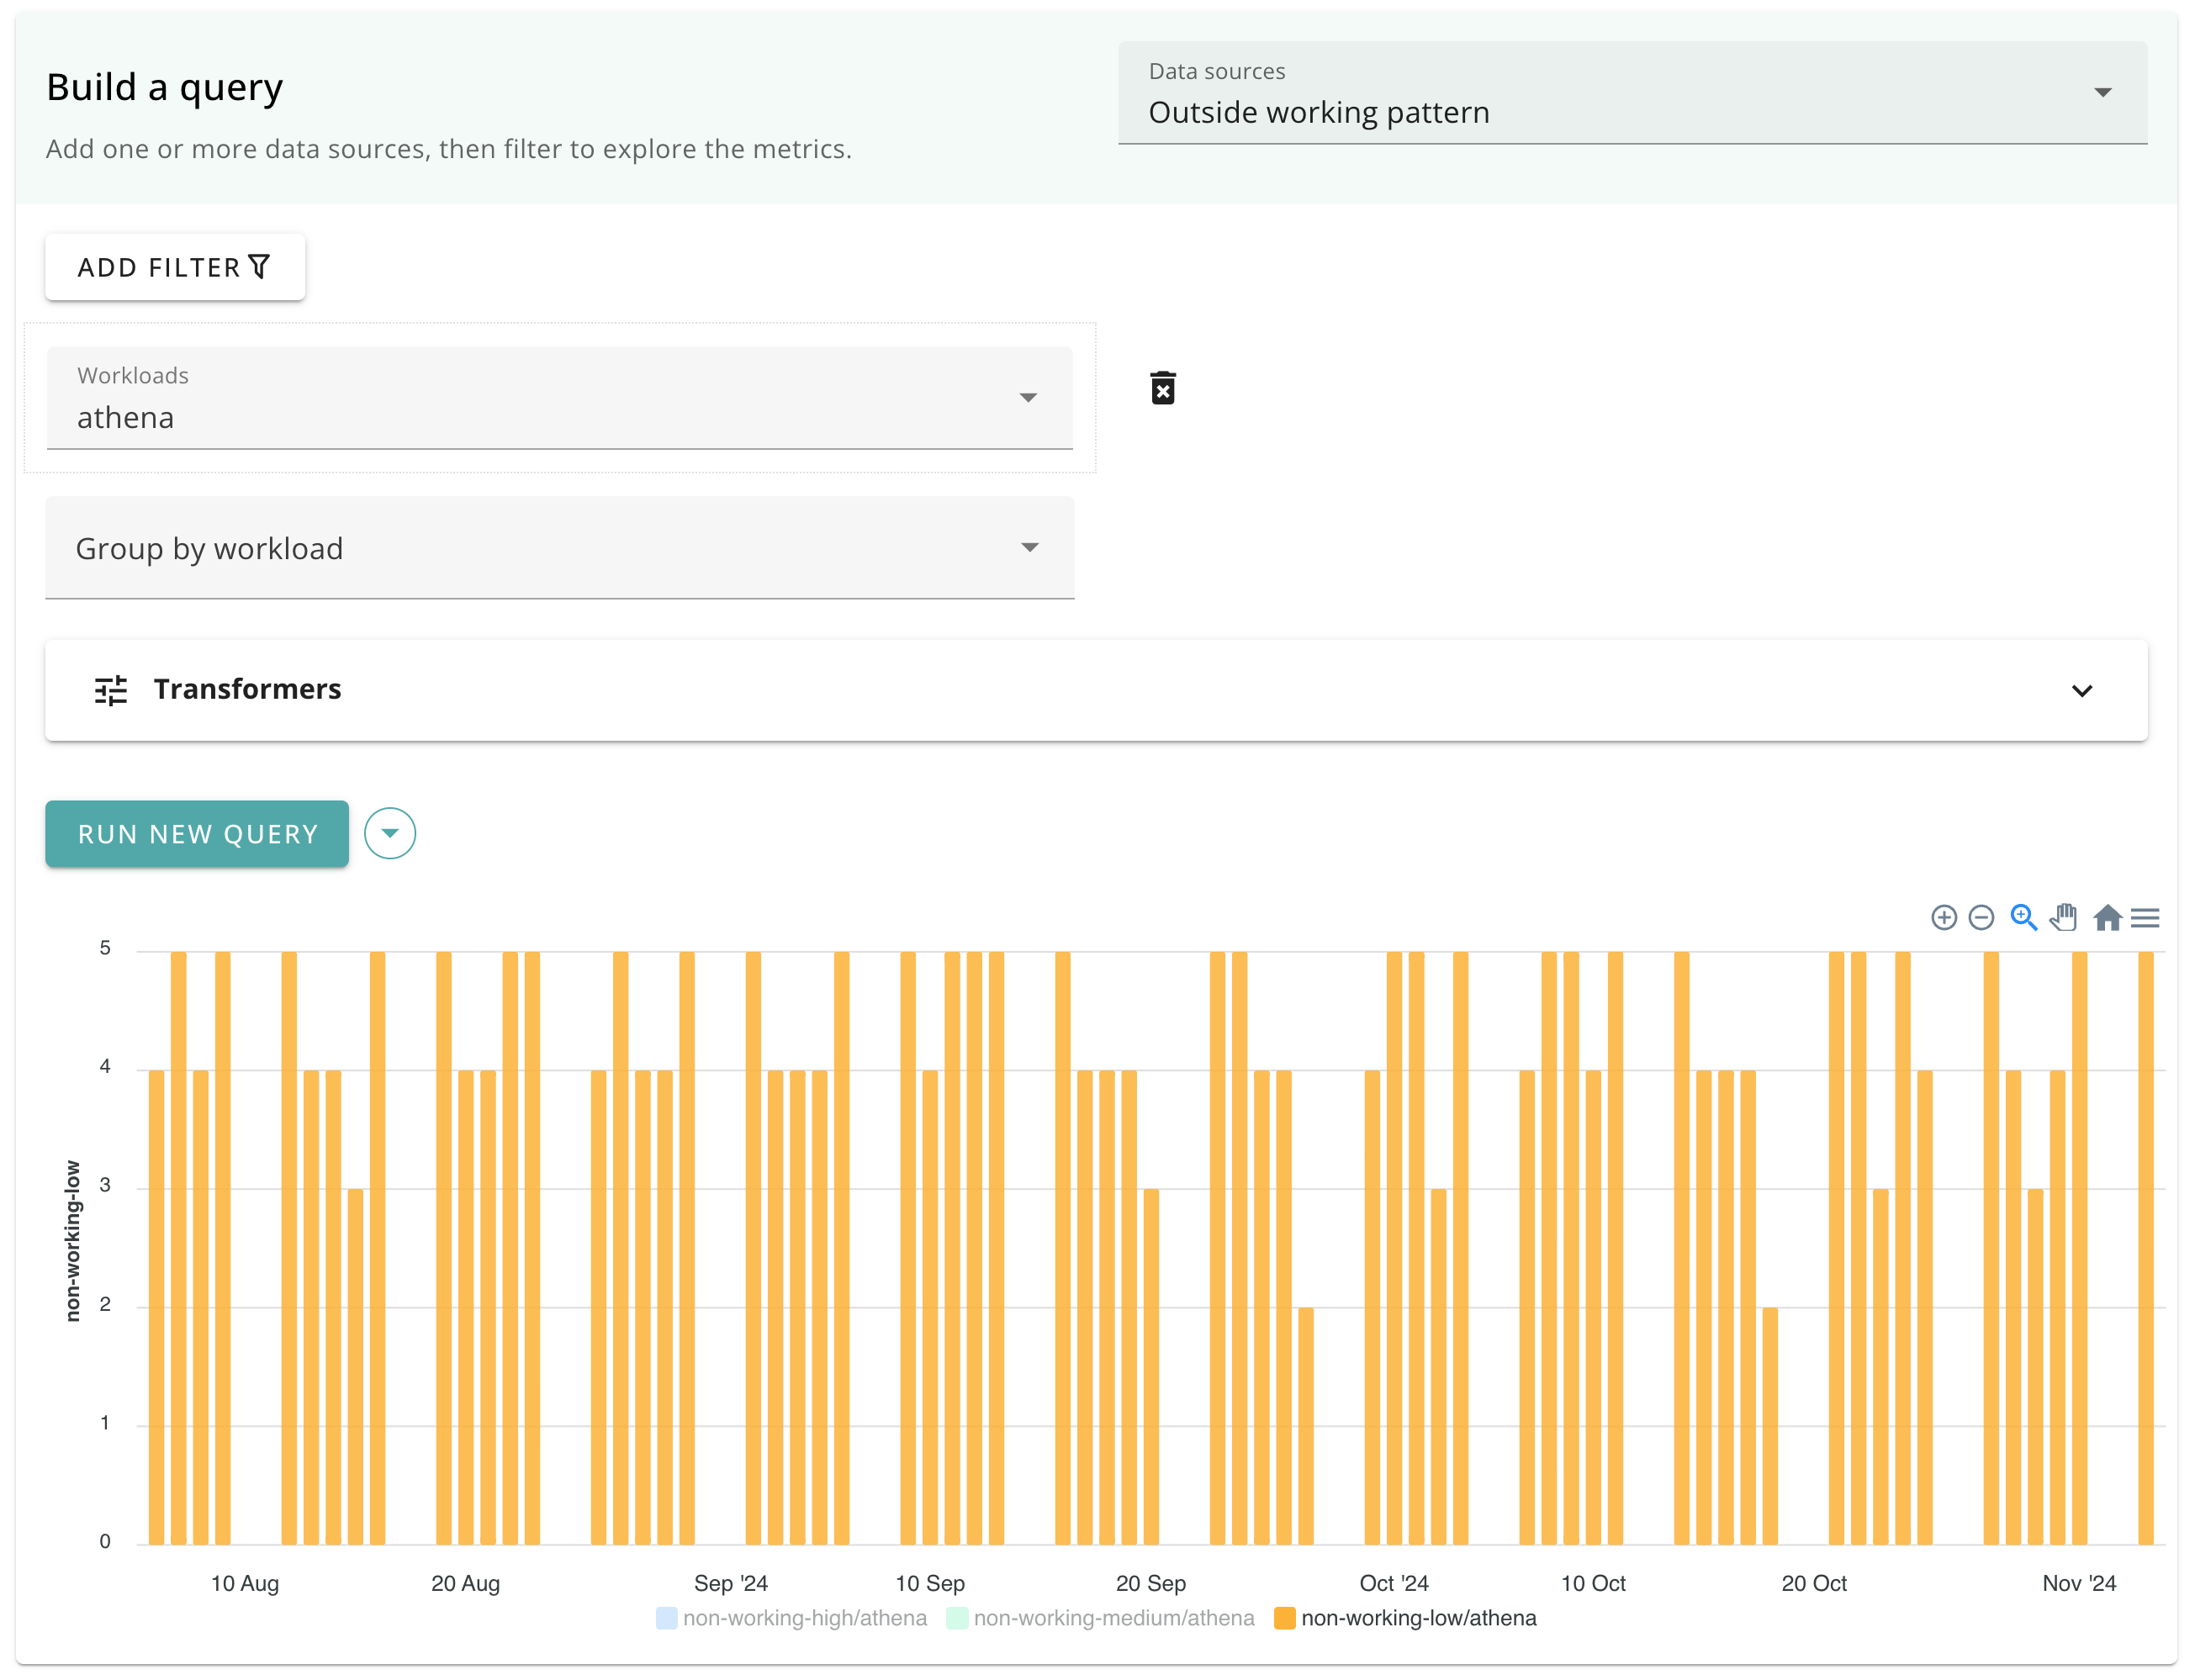 Build a query
Add one or more data sources, then filter to explore the metrics.
Data sources
Outside working pattern
ADD FILTER
Workloads
athena
Group by workload
Transformers
RUN NEW QUERY
5
4
3
2
1
0
non-working-low
10 Aug 20 Aug Sep '24 10 Sep 20 Sep Oct '24 10 Oct 20 Oct Nov '24
non-working-high/athena non-working-medium/athena non-working-low/athena